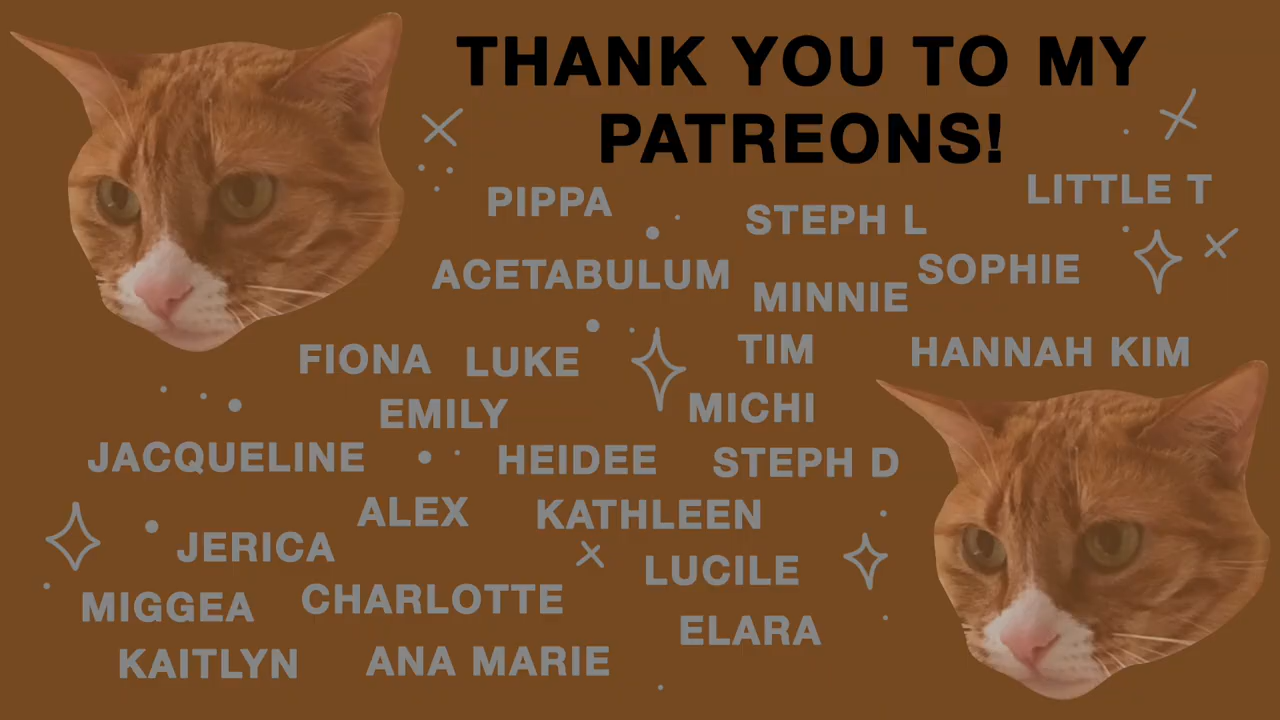 THANK YOU TO MY
PATREONS!
LITTLE T
PIPPA
STEPH L
SOPHIE
ACETABULUM
MINNIE
TIM
HANNAH KIM
FIONA
LUKE
EMILY
MICHI
JACQUELINE
HEIDEE
STEPH D
ALEX
KATHLEEN
JERICA
LUCILE
MIGGEA
CHARLOTTE
ELARA
KAITLYN
ANA MARIE